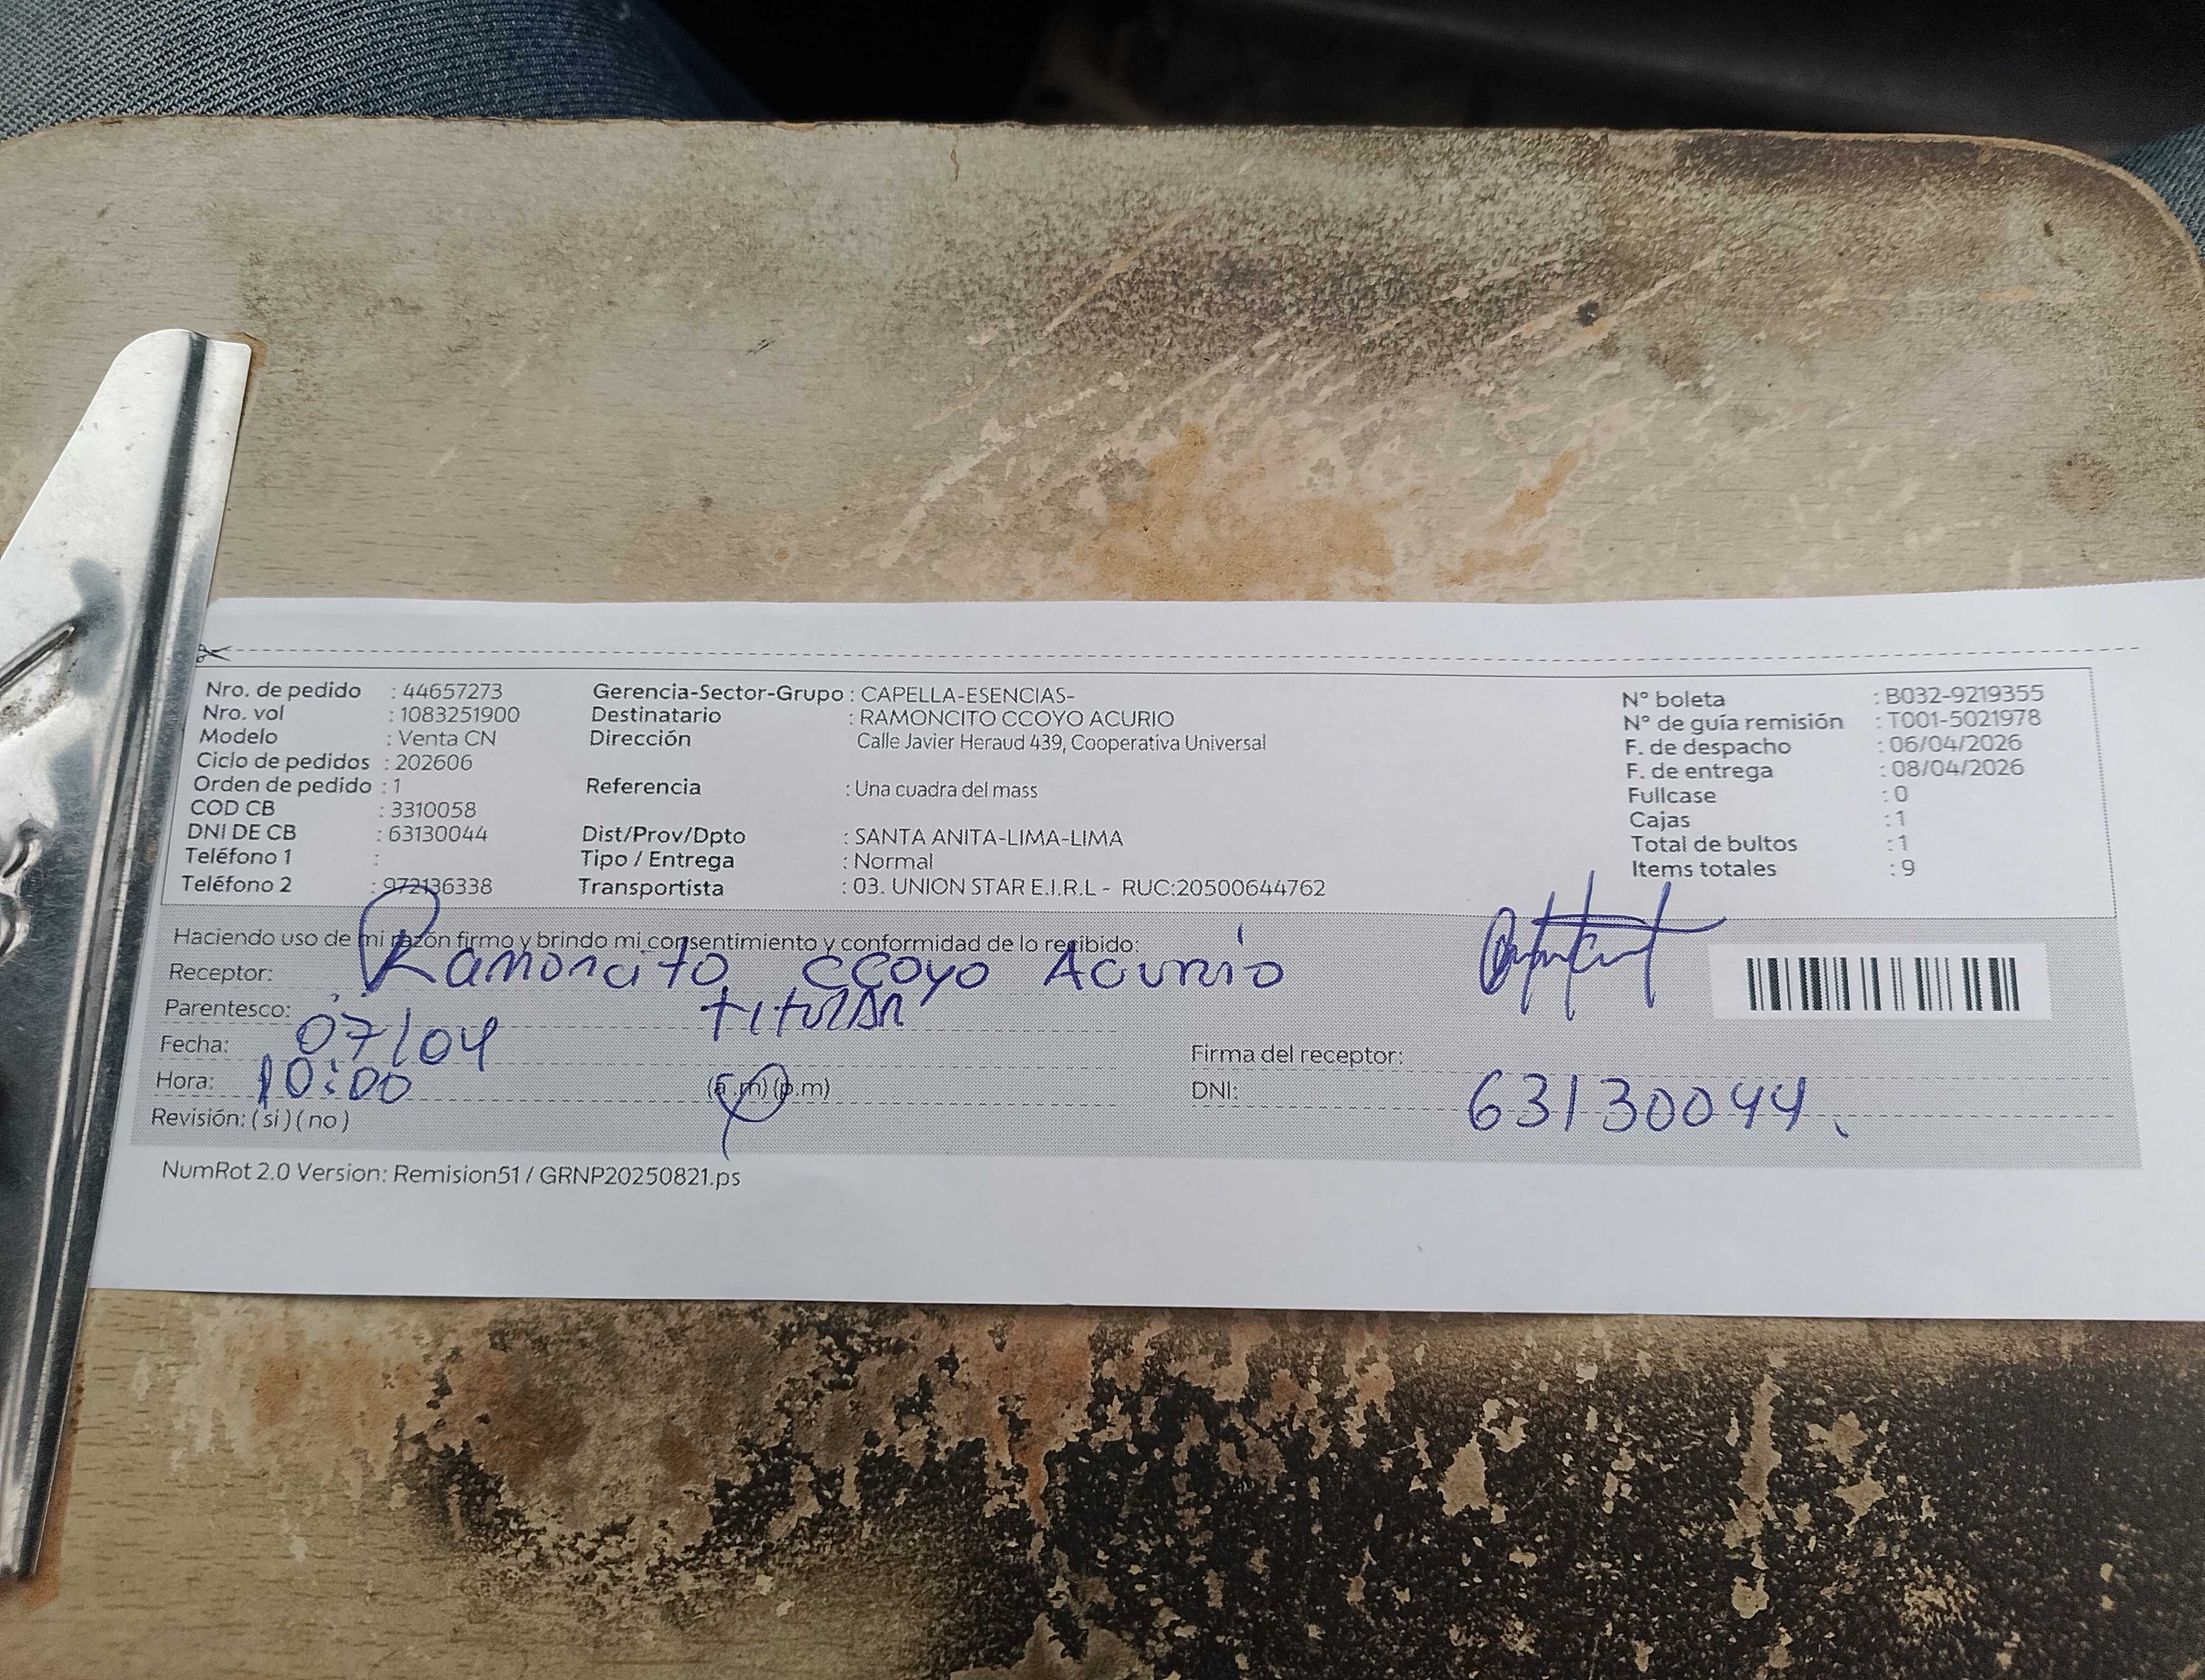 Nro. de pedido : 44657273
Nro. vol : 1083251900
Modelo : Venta CN
Ciclo de pedidos : 202606
Orden de pedido : 1
COD CB : 3310058
DNI DE CB : 63130044
Teléfono 1 :
Teléfono 2 : 972136338
Gerencia-Sector-Grupo : CAPELLA-ESENCIAS-
Destinatario : RAMONCITO CCOYO ACURIO
Dirección Calle Javier Heraud 439, Cooperativa Universal
Referencia : Una cuadra del mass
Dist/Prov/Dpto : SANTA ANITA-LIMA-LIMA
Tipo / Entrega : Normal
Transportista : 03. UNION STAR E.I.R.L - RUC:20500644762
N° boleta : B032-9219355
N° de guía remisión : T001-5021978
F. de despacho : 06/04/2026
F. de entrega : 08/04/2026
Fullcase : 0
Cajas : 1
Total de bultos : 1
Items totales : 9
Haciendo uso de mi razón firmo y brindo mi consentimiento y conformidad de lo recibido:
Receptor: Ramoncito CCOYO Acurio
Parentesco: titular
Fecha: 07/04
Hora: 10:00 (a.m) (p.m)
Revisión: ( si ) ( no )
Firma del receptor:
DNI: 63130044.
NumRot 2.0 Version: Remision51 / GRNP20250821.ps